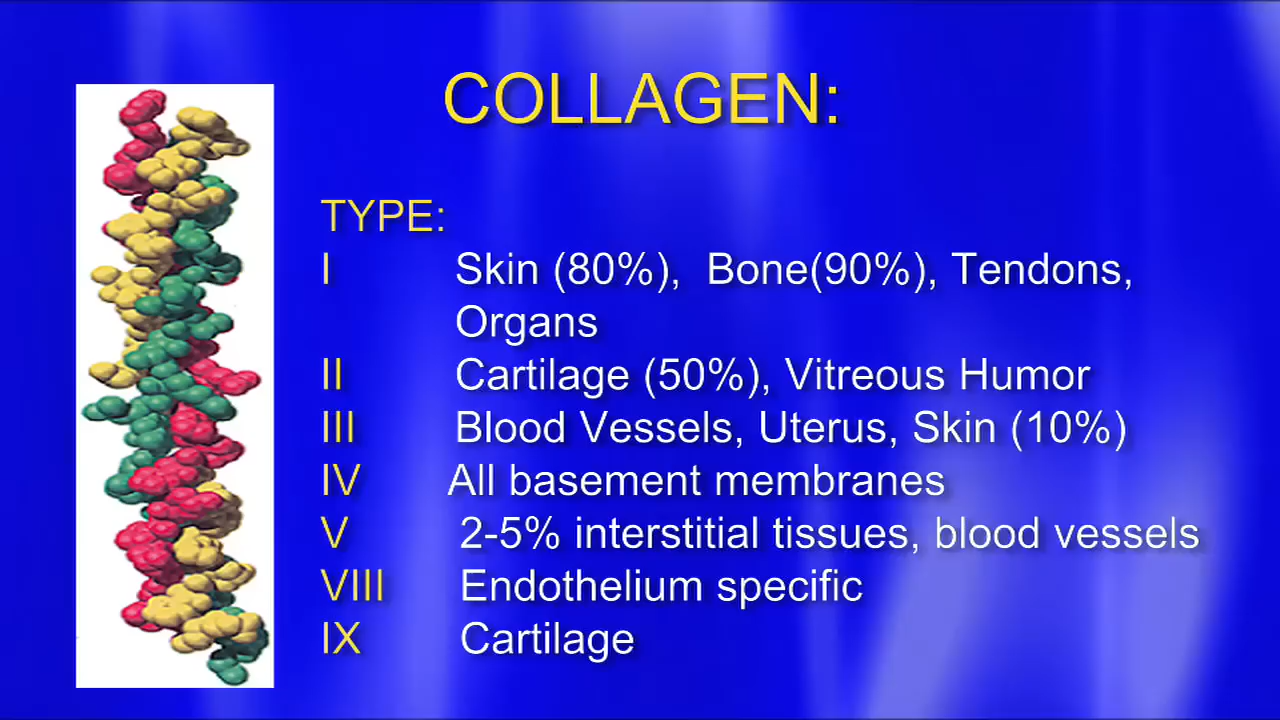 COLLAGEN:
TYPE:
I Skin (80%), Bone(90%), Tendons,
Organs
II Cartilage (50%), Vitreous Humor
III Blood Vessels, Uterus, Skin (10%)
IV All basement membranes
V 2-5% interstitial tissues, blood vessels
VIII Endothelium specific
IX Cartilage